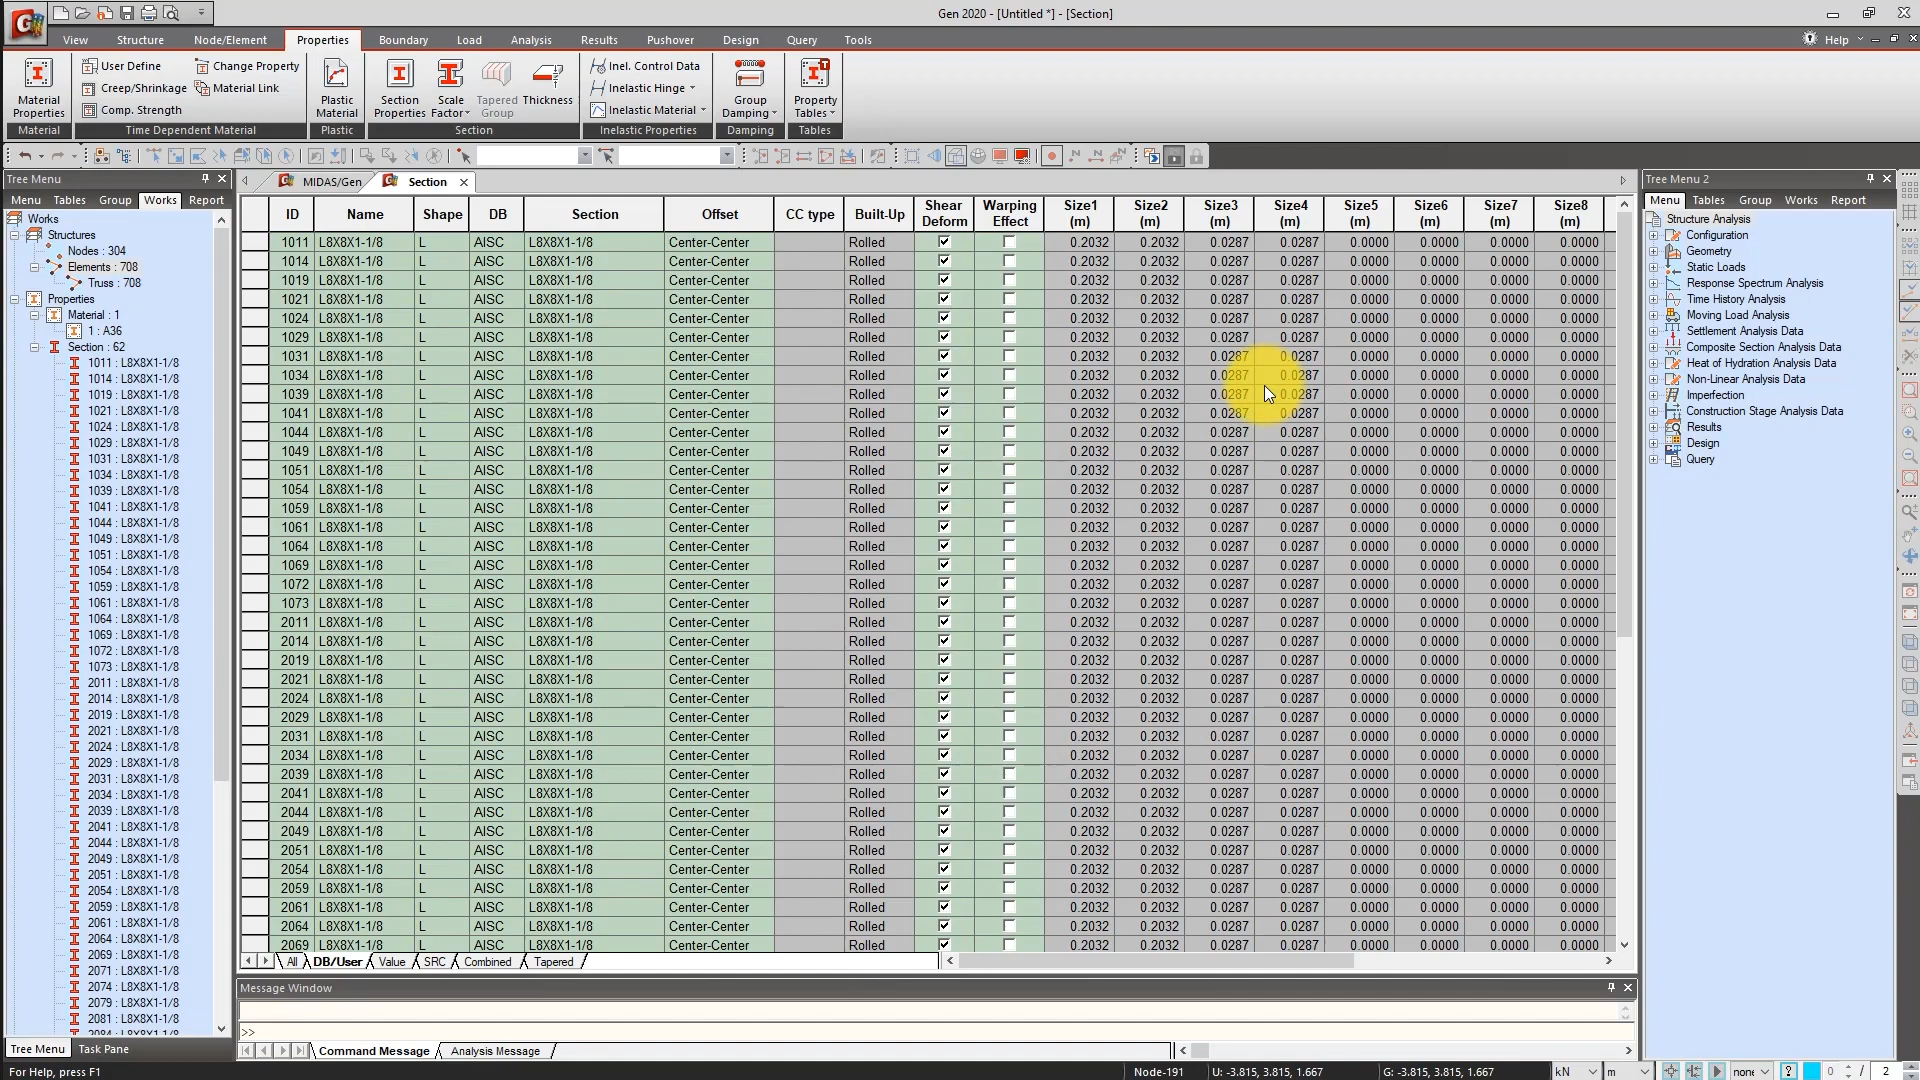 Gen 2020 - [Untitled *] - [Section]
View Structure Node/Element Properties Boundary Load Analysis Results Pushover Design Query Tools Help
Material Properties
Material
User Define
Creep/Shrinkage
Comp. Strength
Change Property
Material Link
Time Dependent Material
Plastic Material
Plastic
Section Properties
Scale Factor
Tapered Group
Thickness
Section
Inel. Control Data
Inelastic Hinge
Inelastic Material
Inelastic Properties
Group Damping
Damping
Property Tables
Tables
Tree Menu
Menu Tables Group Works Report
Works
Structures
Nodes : 304
Elements : 708
Truss : 708
Properties
Material : 1
1 : A36
Section : 62
1011 : L8X8X1-1/8
1014 : L8X8X1-1/8
1019 : L8X8X1-1/8
1021 : L8X8X1-1/8
1024 : L8X8X1-1/8
1029 : L8X8X1-1/8
1031 : L8X8X1-1/8
1034 : L8X8X1-1/8
1039 : L8X8X1-1/8
1041 : L8X8X1-1/8
1044 : L8X8X1-1/8
1049 : L8X8X1-1/8
1051 : L8X8X1-1/8
1054 : L8X8X1-1/8
1059 : L8X8X1-1/8
1061 : L8X8X1-1/8
1064 : L8X8X1-1/8
1069 : L8X8X1-1/8
1072 : L8X8X1-1/8
1073 : L8X8X1-1/8
2011 : L8X8X1-1/8
2014 : L8X8X1-1/8
2019 : L8X8X1-1/8
2021 : L8X8X1-1/8
2024 : L8X8X1-1/8
2029 : L8X8X1-1/8
2031 : L8X8X1-1/8
2034 : L8X8X1-1/8
2039 : L8X8X1-1/8
2041 : L8X8X1-1/8
2044 : L8X8X1-1/8
2049 : L8X8X1-1/8
2051 : L8X8X1-1/8
2054 : L8X8X1-1/8
2059 : L8X8X1-1/8
2061 : L8X8X1-1/8
2064 : L8X8X1-1/8
2069 : L8X8X1-1/8
2071 : L8X8X1-1/8
2074 : L8X8X1-1/8
2079 : L8X8X1-1/8
2081 : L8X8X1-1/8
2084 : L8X8X1-1/8
Tree Menu Task Pane
MIDAS/Gen Section
ID Name Shape DB Section Offset CC type Built-Up Shear Deform Warping Effect Size1 (m) Size2 (m) Size3 (m) Size4 (m) Size5 (m) Size6 (m) Size7 (m) Size8 (m)
1011 L8X8X1-1/8 L AISC L8X8X1-1/8 Center-Center Rolled 0.2032 0.2032 0.0287 0.0287 0.0000 0.0000 0.0000 0.0000
1014 L8X8X1-1/8 L AISC L8X8X1-1/8 Center-Center Rolled 0.2032 0.2032 0.0287 0.0287 0.0000 0.0000 0.0000 0.0000
1019 L8X8X1-1/8 L AISC L8X8X1-1/8 Center-Center Rolled 0.2032 0.2032 0.0287 0.0287 0.0000 0.0000 0.0000 0.0000
1021 L8X8X1-1/8 L AISC L8X8X1-1/8 Center-Center Rolled 0.2032 0.2032 0.0287 0.0287 0.0000 0.0000 0.0000 0.0000
1024 L8X8X1-1/8 L AISC L8X8X1-1/8 Center-Center Rolled 0.2032 0.2032 0.0287 0.0287 0.0000 0.0000 0.0000 0.0000
1029 L8X8X1-1/8 L AISC L8X8X1-1/8 Center-Center Rolled 0.2032 0.2032 0.0287 0.0287 0.0000 0.0000 0.0000 0.0000
1031 L8X8X1-1/8 L AISC L8X8X1-1/8 Center-Center Rolled 0.2032 0.2032 0.0287 0.0287 0.0000 0.0000 0.0000 0.0000
1034 L8X8X1-1/8 L AISC L8X8X1-1/8 Center-Center Rolled 0.2032 0.2032 0.0287 0.0287 0.0000 0.0000 0.0000 0.0000
1039 L8X8X1-1/8 L AISC L8X8X1-1/8 Center-Center Rolled 0.2032 0.2032 0.0287 0.0287 0.0000 0.0000 0.0000 0.0000
1041 L8X8X1-1/8 L AISC L8X8X1-1/8 Center-Center Rolled 0.2032 0.2032 0.0287 0.0287 0.0000 0.0000 0.0000 0.0000
1044 L8X8X1-1/8 L AISC L8X8X1-1/8 Center-Center Rolled 0.2032 0.2032 0.0287 0.0287 0.0000 0.0000 0.0000 0.0000
1049 L8X8X1-1/8 L AISC L8X8X1-1/8 Center-Center Rolled 0.2032 0.2032 0.0287 0.0287 0.0000 0.0000 0.0000 0.0000
1051 L8X8X1-1/8 L AISC L8X8X1-1/8 Center-Center Rolled 0.2032 0.2032 0.0287 0.0287 0.0000 0.0000 0.0000 0.0000
1054 L8X8X1-1/8 L AISC L8X8X1-1/8 Center-Center Rolled 0.2032 0.2032 0.0287 0.0287 0.0000 0.0000 0.0000 0.0000
1059 L8X8X1-1/8 L AISC L8X8X1-1/8 Center-Center Rolled 0.2032 0.2032 0.0287 0.0287 0.0000 0.0000 0.0000 0.0000
1061 L8X8X1-1/8 L AISC L8X8X1-1/8 Center-Center Rolled 0.2032 0.2032 0.0287 0.0287 0.0000 0.0000 0.0000 0.0000
1064 L8X8X1-1/8 L AISC L8X8X1-1/8 Center-Center Rolled 0.2032 0.2032 0.0287 0.0287 0.0000 0.0000 0.0000 0.0000
1069 L8X8X1-1/8 L AISC L8X8X1-1/8 Center-Center Rolled 0.2032 0.2032 0.0287 0.0287 0.0000 0.0000 0.0000 0.0000
1072 L8X8X1-1/8 L AISC L8X8X1-1/8 Center-Center Rolled 0.2032 0.2032 0.0287 0.0287 0.0000 0.0000 0.0000 0.0000
1073 L8X8X1-1/8 L AISC L8X8X1-1/8 Center-Center Rolled 0.2032 0.2032 0.0287 0.0287 0.0000 0.0000 0.0000 0.0000
2011 L8X8X1-1/8 L AISC L8X8X1-1/8 Center-Center Rolled 0.2032 0.2032 0.0287 0.0287 0.0000 0.0000 0.0000 0.0000
2014 L8X8X1-1/8 L AISC L8X8X1-1/8 Center-Center Rolled 0.2032 0.2032 0.0287 0.0287 0.0000 0.0000 0.0000 0.0000
2019 L8X8X1-1/8 L AISC L8X8X1-1/8 Center-Center Rolled 0.2032 0.2032 0.0287 0.0287 0.0000 0.0000 0.0000 0.0000
2021 L8X8X1-1/8 L AISC L8X8X1-1/8 Center-Center Rolled 0.2032 0.2032 0.0287 0.0287 0.0000 0.0000 0.0000 0.0000
2024 L8X8X1-1/8 L AISC L8X8X1-1/8 Center-Center Rolled 0.2032 0.2032 0.0287 0.0287 0.0000 0.0000 0.0000 0.0000
2029 L8X8X1-1/8 L AISC L8X8X1-1/8 Center-Center Rolled 0.2032 0.2032 0.0287 0.0287 0.0000 0.0000 0.0000 0.0000
2031 L8X8X1-1/8 L AISC L8X8X1-1/8 Center-Center Rolled 0.2032 0.2032 0.0287 0.0287 0.0000 0.0000 0.0000 0.0000
2034 L8X8X1-1/8 L AISC L8X8X1-1/8 Center-Center Rolled 0.2032 0.2032 0.0287 0.0287 0.0000 0.0000 0.0000 0.0000
2039 L8X8X1-1/8 L AISC L8X8X1-1/8 Center-Center Rolled 0.2032 0.2032 0.0287 0.0287 0.0000 0.0000 0.0000 0.0000
2041 L8X8X1-1/8 L AISC L8X8X1-1/8 Center-Center Rolled 0.2032 0.2032 0.0287 0.0287 0.0000 0.0000 0.0000 0.0000
2044 L8X8X1-1/8 L AISC L8X8X1-1/8 Center-Center Rolled 0.2032 0.2032 0.0287 0.0287 0.0000 0.0000 0.0000 0.0000
2049 L8X8X1-1/8 L AISC L8X8X1-1/8 Center-Center Rolled 0.2032 0.2032 0.0287 0.0287 0.0000 0.0000 0.0000 0.0000
2051 L8X8X1-1/8 L AISC L8X8X1-1/8 Center-Center Rolled 0.2032 0.2032 0.0287 0.0287 0.0000 0.0000 0.0000 0.0000
2054 L8X8X1-1/8 L AISC L8X8X1-1/8 Center-Center Rolled 0.2032 0.2032 0.0287 0.0287 0.0000 0.0000 0.0000 0.0000
2059 L8X8X1-1/8 L AISC L8X8X1-1/8 Center-Center Rolled 0.2032 0.2032 0.0287 0.0287 0.0000 0.0000 0.0000 0.0000
2061 L8X8X1-1/8 L AISC L8X8X1-1/8 Center-Center Rolled 0.2032 0.2032 0.0287 0.0287 0.0000 0.0000 0.0000 0.0000
2064 L8X8X1-1/8 L AISC L8X8X1-1/8 Center-Center Rolled 0.2032 0.2032 0.0287 0.0287 0.0000 0.0000 0.0000 0.0000
2069 L8X8X1-1/8 L AISC L8X8X1-1/8 Center-Center Rolled 0.2032 0.2032 0.0287 0.0287 0.0000 0.0000 0.0000 0.0000
All DB/User Value SRC Combined Tapered
Message Window
>>
Command Message Analysis Message
Tree Menu 2
Menu Tables Group Works Report
Structure Analysis
Configuration
Geometry
Static Loads
Response Spectrum Analysis
Time History Analysis
Moving Load Analysis
Settlement Analysis Data
Composite Section Analysis Data
Heat of Hydration Analysis Data
Non-Linear Analysis Data
Imperfection
Construction Stage Analysis Data
Results
Design
Query
For Help, press F1
Node-191 U: -3.815, 3.815, 1.667 G: -3.815, 3.815, 1.667 kN m none ? 0 / 2